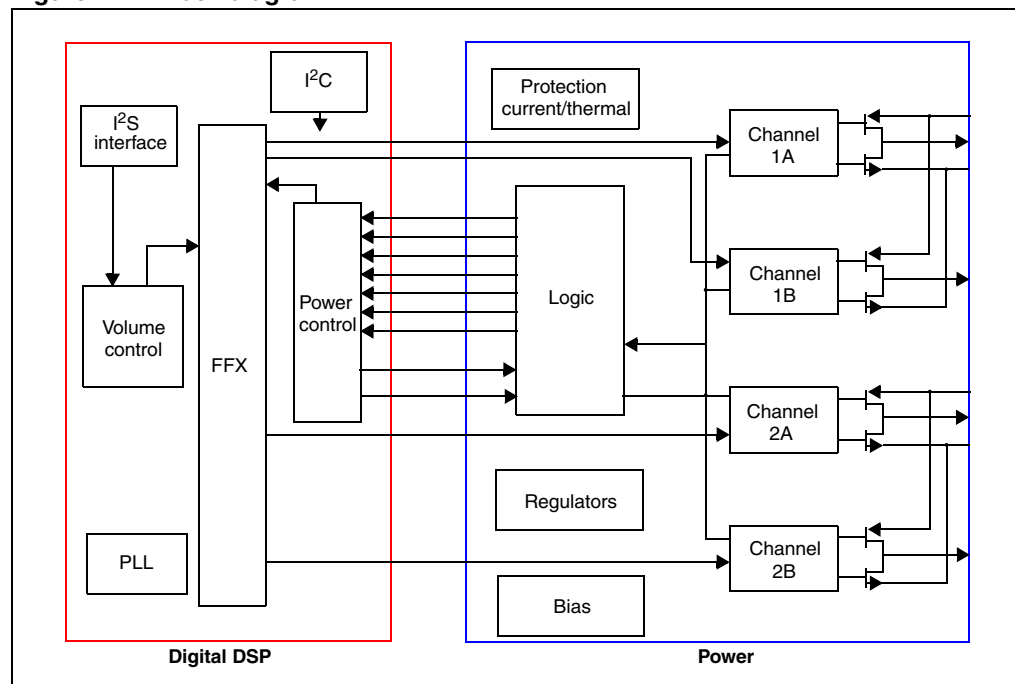 I²C
Protection
current/thermal
I²S
interface
Channel
1A
Channel
1B
Logic
Power
control
Volume
control
FFX
Channel
2A
Regulators
Channel
2B
PLL
Bias
Digital DSP
Power